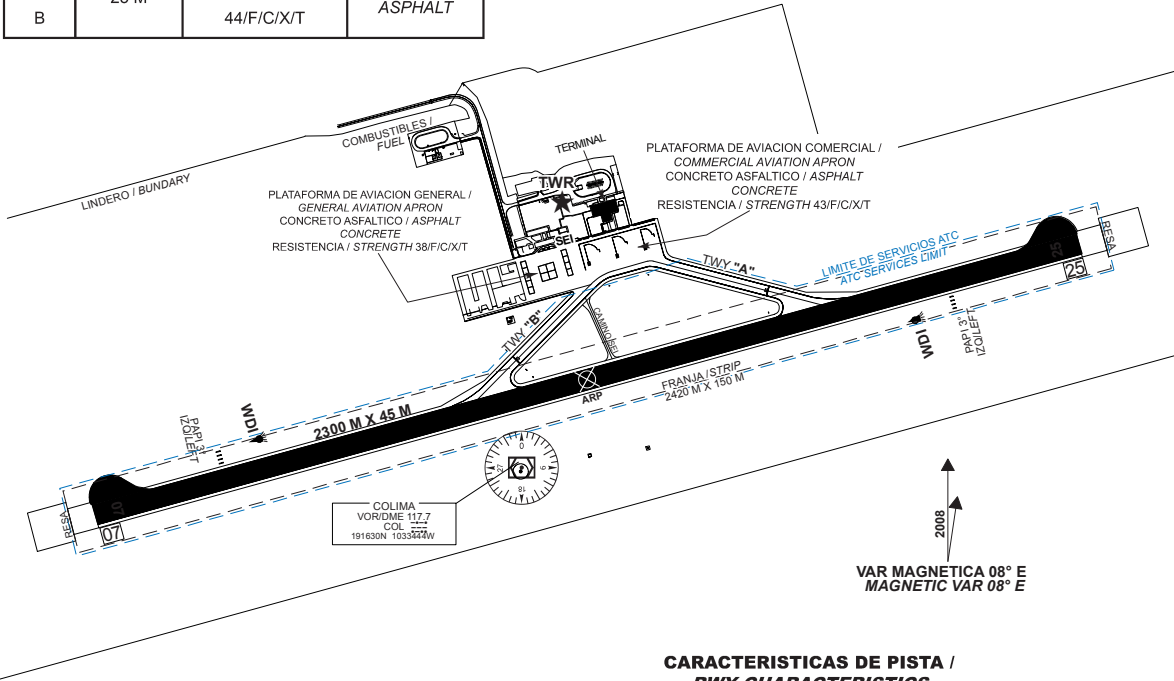 B
44/F/C/X/T
ASPHALT
COMBUSTIBLES /
FUEL
TERMINAL
LINDERO / BUNDARY
TWR
SEI
PLATAFORMA DE AVIACION GENERAL /
GENERAL AVIATION APRON
CONCRETO ASFALTICO / ASPHALT
CONCRETE
RESISTENCIA / STRENGTH 38/F/C/X/T
PLATAFORMA DE AVIACION COMERCIAL /
COMMERCIAL AVIATION APRON
CONCRETO ASFALTICO / ASPHALT
CONCRETE
RESISTENCIA / STRENGTH 43/F/C/X/T
TWY "A"
LIMITE DE SERVICIOS ATC
ATC SERVICES LIMIT
RESA
25
25
TWY "B"
CAMINO SEI
WDI
PAPI 3°
IZQ/LEFT
FRANJA / STRIP
2420 M X 150 M
ARP
2300 M X 45 M
WDI
PAPI 3°
IZQ/LEFT
RESA
07
07
0
9
18
27
COLIMA
VOR/DME 117.7
COL
191630N 1033444W
2008
VAR MAGNETICA 08° E
MAGNETIC VAR 08° E
CARACTERISTICAS DE PISTA /
RWY CHARACTERISTICS